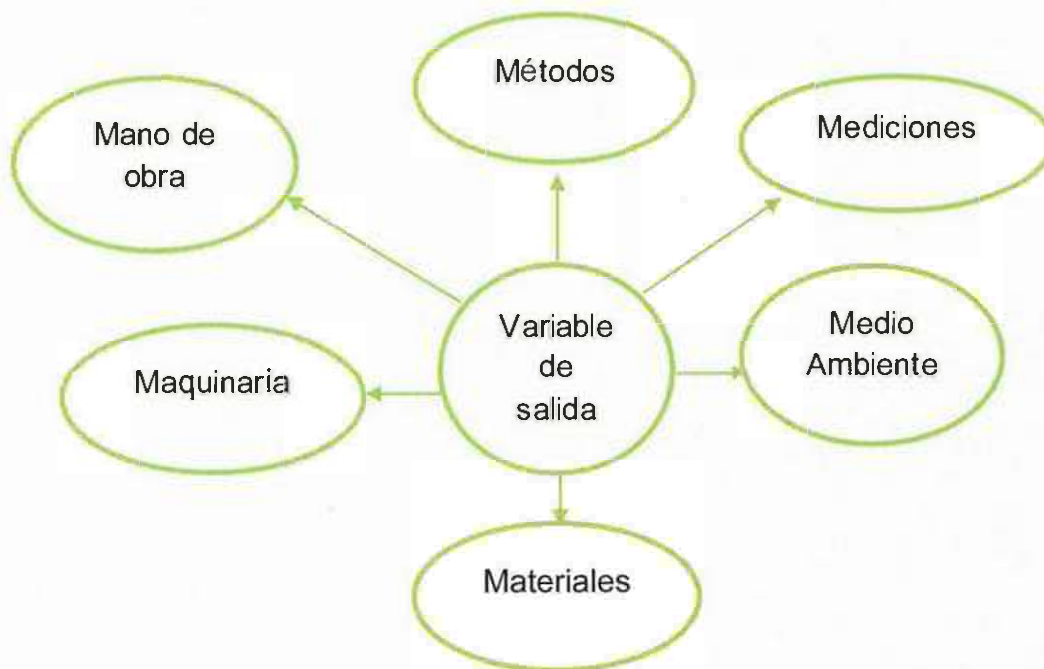 Métodos
Mano de
obra
Mediciones
Variable
de
salida
Medio
Ambiente
Maquinaria
Materiales